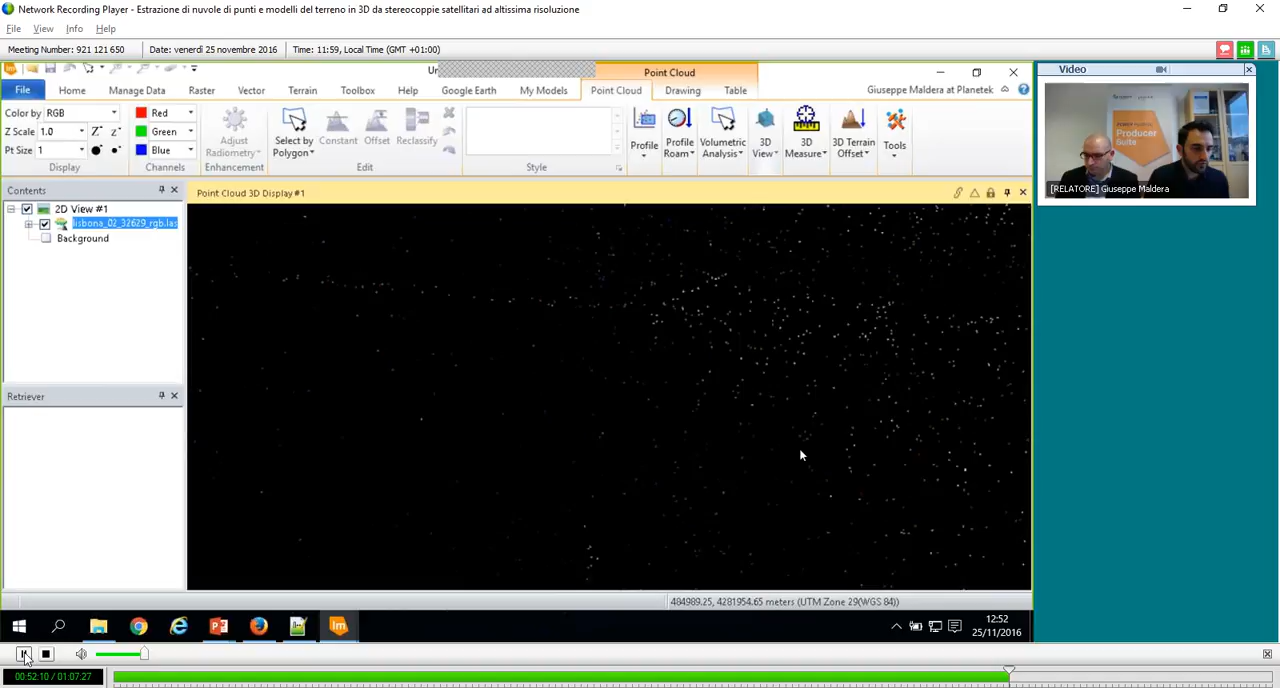 Network Recording Player - Estrazione di nuvole di punti e modelli del terreno in 3D da stereocoppie satellitari ad altissima risoluzione
File View Info Help
Meeting Number: 921 121 650 Date: venerdì 25 novembre 2016 Time: 11:59, Local Time (GMT +01:00)
Ur Point Cloud
File Home Manage Data Raster Vector Terrain Toolbox Help Google Earth My Models Point Cloud Drawing Table Giuseppe Maldera at Planetek
Color by RGB Red
Z Scale 1.0 Z+ z- Green
Pt Size 1 Blue
Adjust Radiometry
Select by Polygon
Constant Offset Reclassify
Profile
Profile Roam
Volumetric Analysis
3D View
3D Measure
3D Terrain Offset
Tools
Display Channels Enhancement Edit Style
Contents
2D View #1
lisbona_02_32629_rgb.las
Background
Retriever
Point Cloud 3D Display #1
484989.25, 4281954.65 meters (UTM Zone 29(WGS 84))
12:52
25/11/2016
00:52:10 / 01:07:27
Video
POWER PORTFOLIO
Producer
Suite
[RELATORE] Giuseppe Maldera